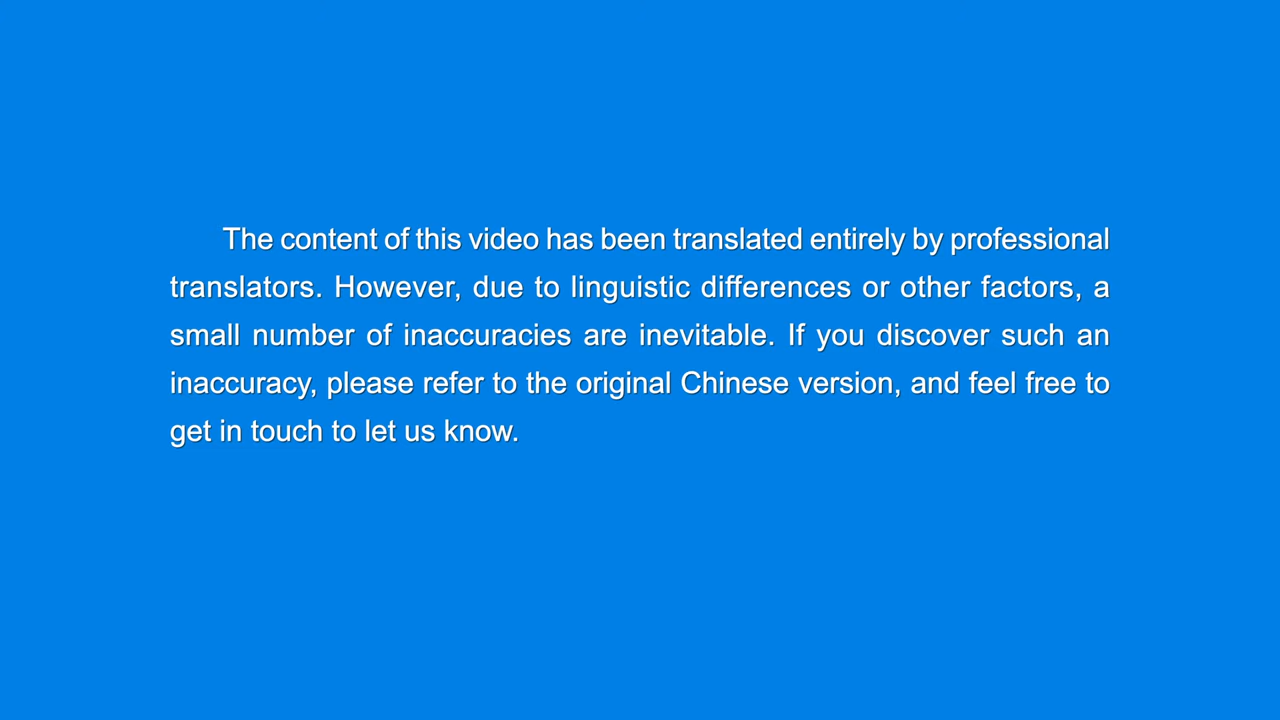 The content of this video has been translated entirely by professional
translators. However, due to linguistic differences or other factors, a
small number of inaccuracies are inevitable. If you discover such an
inaccuracy, please refer to the original Chinese version, and feel free to
get in touch to let us know.